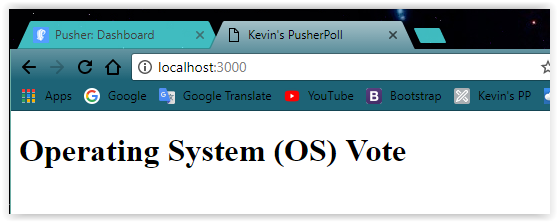 Pusher: Dashboard Kevin's PusherPoll
localhost:3000
Apps Google Google Translate YouTube Bootstrap Kevin's PP
Operating System (OS) Vote